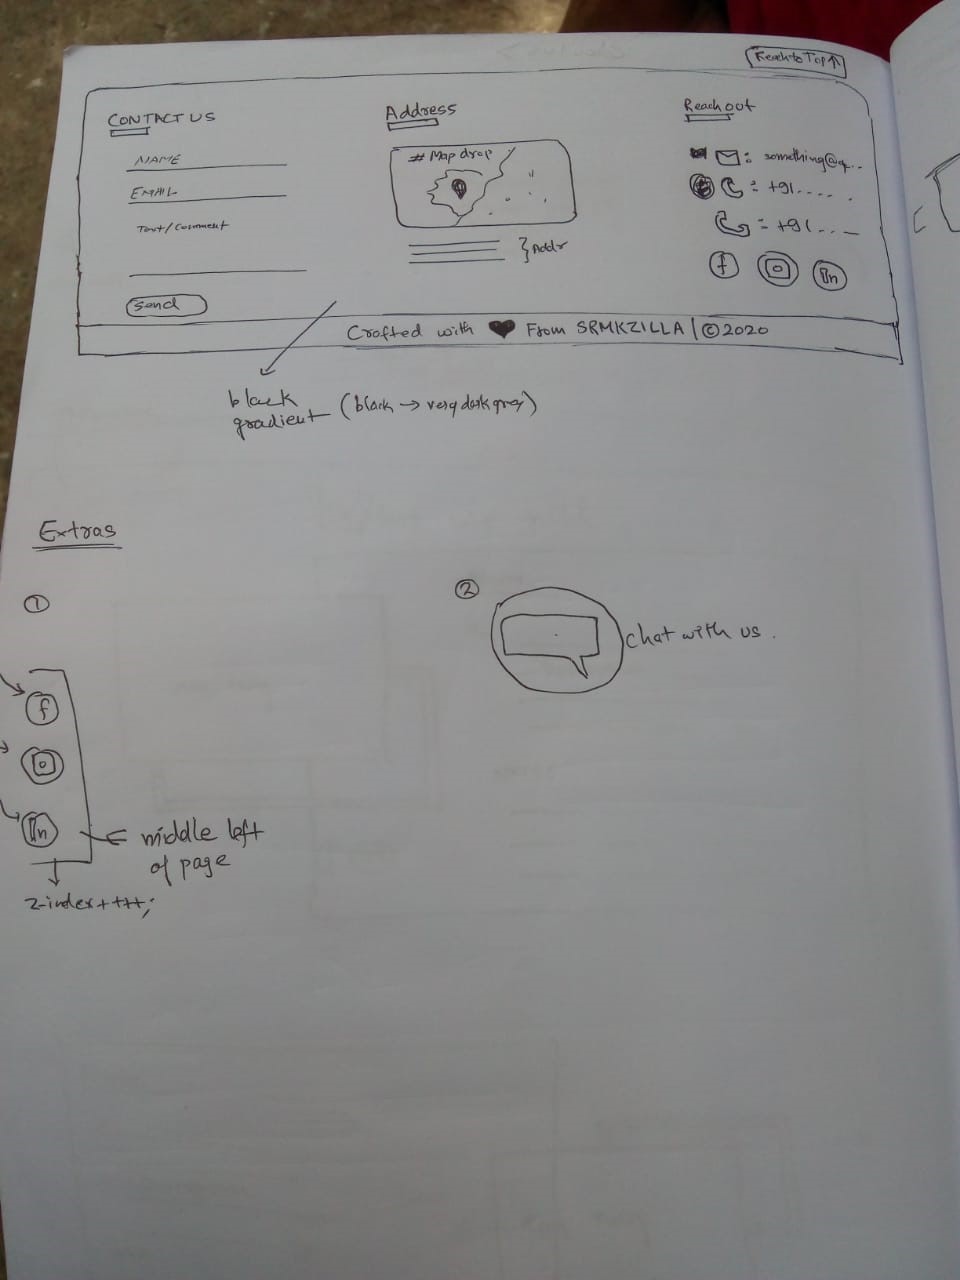 Reach to Top ↑
CONTACT US
NAME
EMAIL
Text/Comment
Send
Address
# Map drop
} Addr
Reach out
: something@g...
: +91.....
: +91...
f
in
Crafted with ♥ From SRMKZILLA | © 2020
black
gradient (black → very dark grey)
Extras
①
f
in
middle left
of page
z-index++++;
②
chat with us.